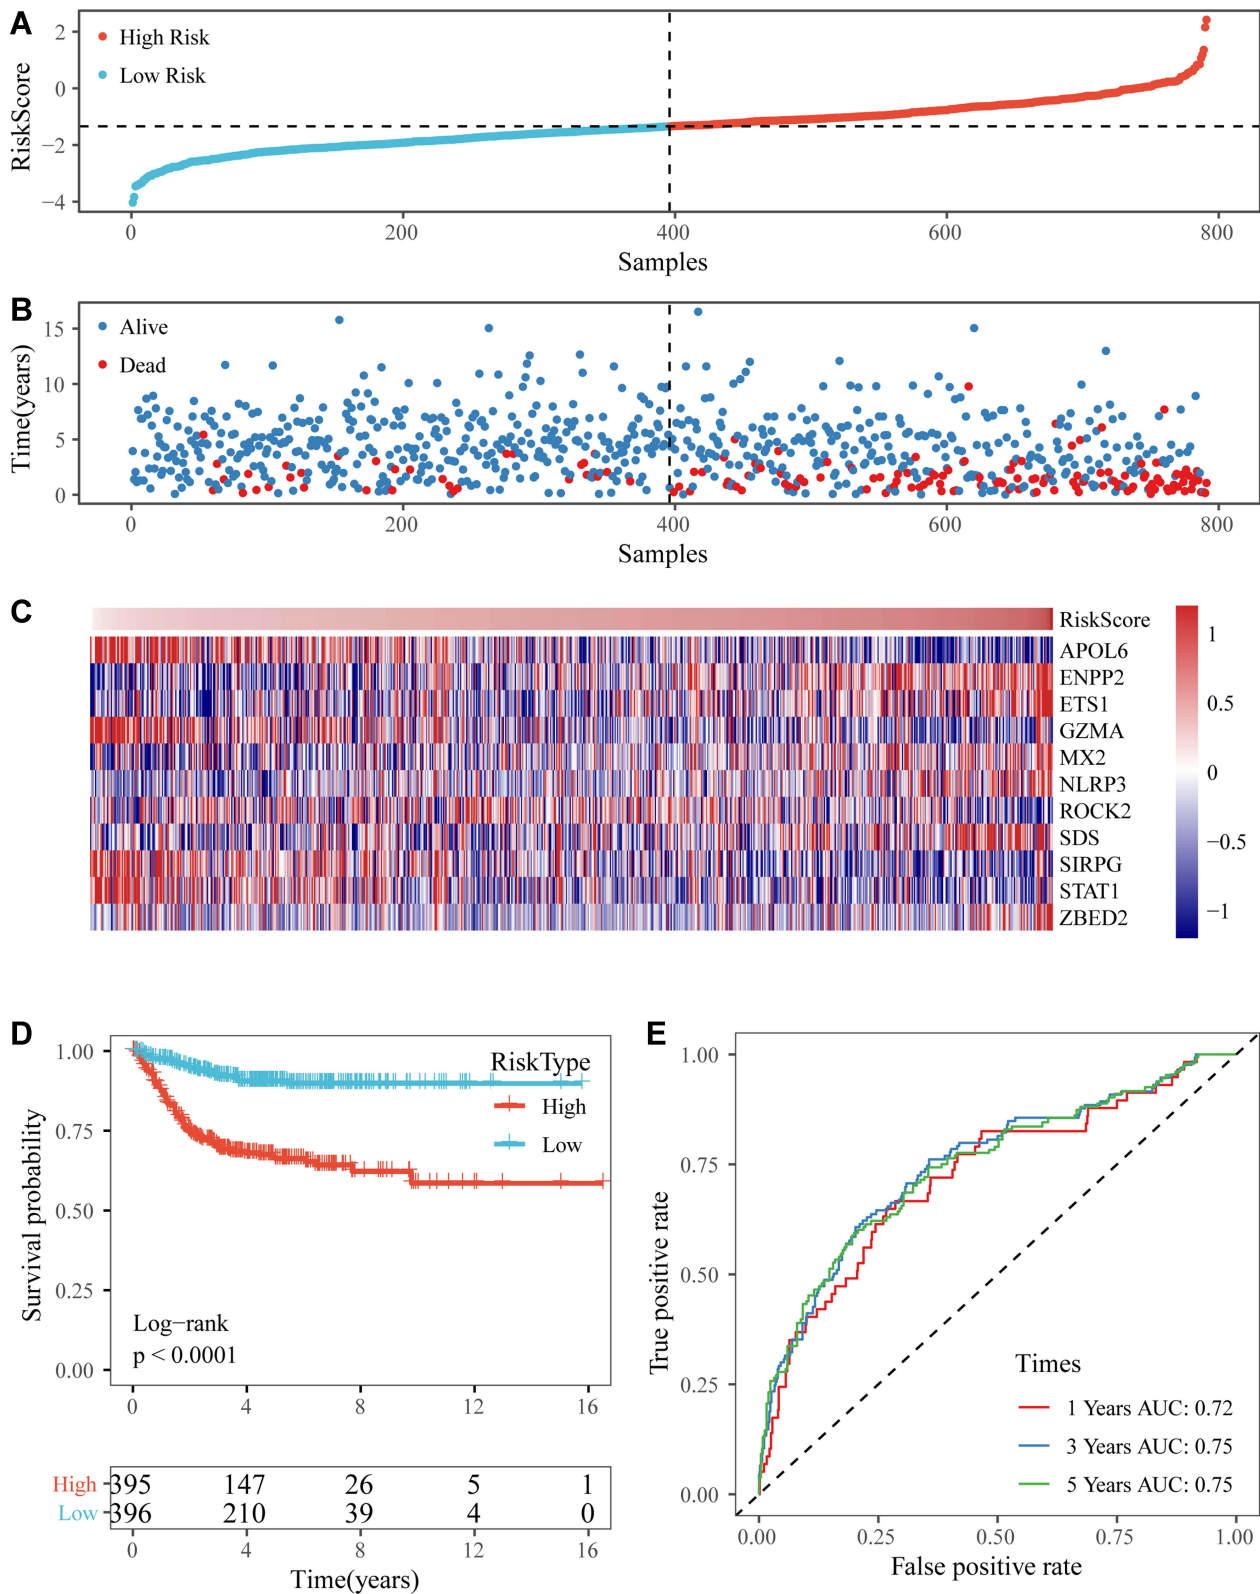 A
High Risk
Low Risk
RiskScore
2
0
−2
−4
0 200 400 600 800
Samples
B
Alive
Dead
Time(years)
15
10
5
0
0 200 400 600 800
Samples
C
RiskScore
APOL6
ENPP2
ETS1
GZMA
MX2
NLRP3
ROCK2
SDS
SIRPG
STAT1
ZBED2
1
0.5
0
−0.5
−1
D
Survival probability
1.00
0.75
0.50
0.25
0.00
RiskType
High
Low
Log−rank
p < 0.0001
0 4 8 12 16
High 395 147 26 5 1
Low 396 210 39 4 0
0 4 8 12 16
Time(years)
E
True positive rate
1.00
0.75
0.50
0.25
0.00
Times
1 Years AUC: 0.72
3 Years AUC: 0.75
5 Years AUC: 0.75
0.00 0.25 0.50 0.75 1.00
False positive rate